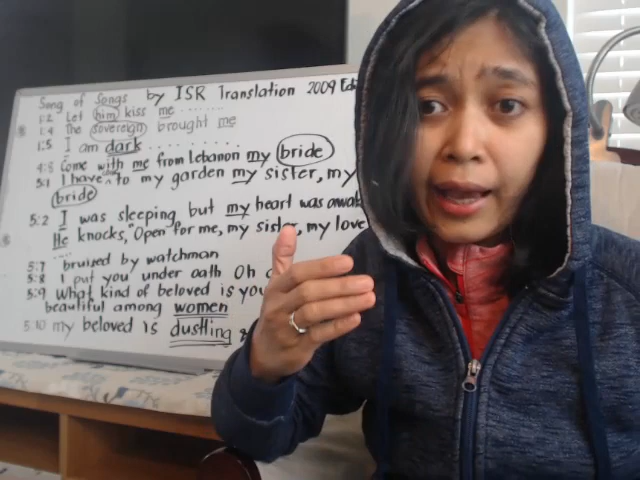 Song of Songs by ISR Translation 2009 Edi
1:2 Let him kiss me .......
1:4 The sovereign brought me
1:5 I am dark ..........
4:8 Come with me from Lebanon my bride
5:1 I have to my garden my sister, my
bride
5:2 I was sleeping, but my heart was awak
He knocks, "Open for me, my sister, my love
5:7 bruised by watchman
5:8 I put you under oath Oh
5:9 What kind of beloved is you
beautiful among women
5:10 my beloved is dustling &